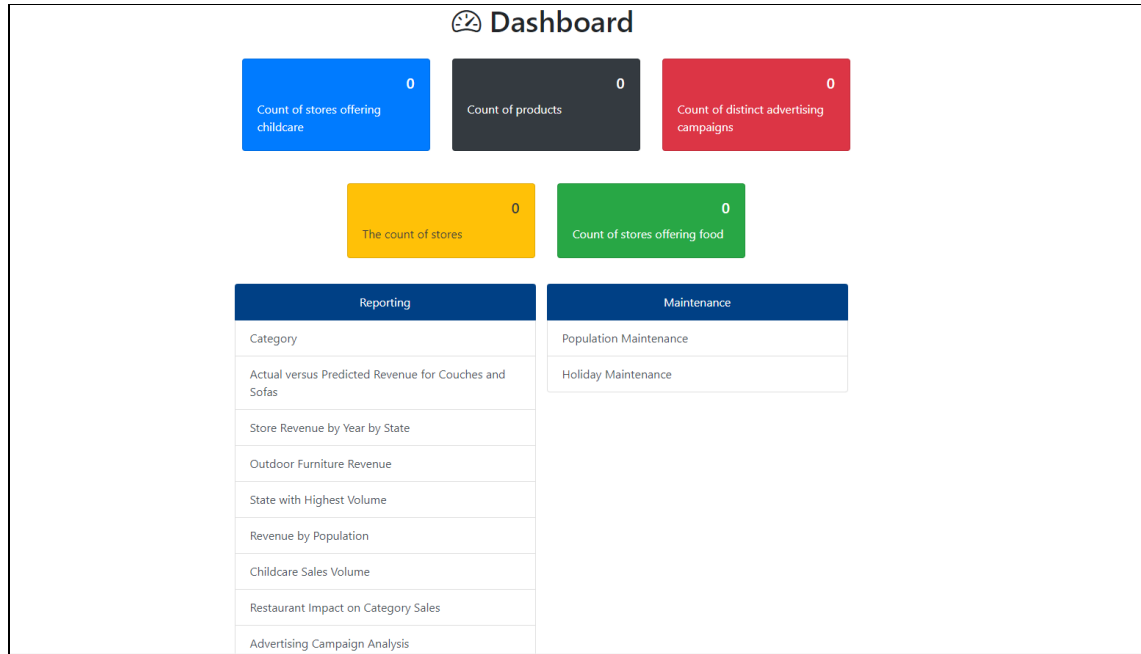 Dashboard
0
Count of stores offering
childcare
0
Count of products
0
Count of distinct advertising
campaigns
0
The count of stores
0
Count of stores offering food
Reporting
Category
Actual versus Predicted Revenue for Couches and
Sofas
Store Revenue by Year by State
Outdoor Furniture Revenue
State with Highest Volume
Revenue by Population
Childcare Sales Volume
Restaurant Impact on Category Sales
Advertising Campaign Analysis
Maintenance
Population Maintenance
Holiday Maintenance